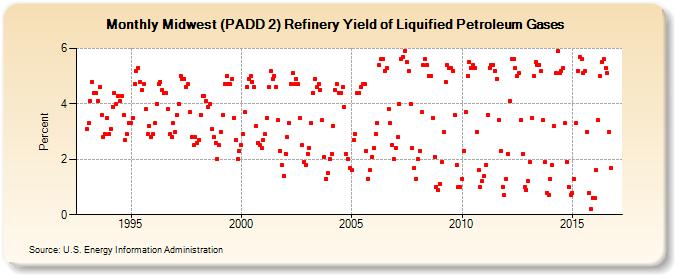 Monthly Midwest (PADD 2) Refinery Yield of Liquified Petroleum Gases
Percent
6
4
2
0
1995 2000 2005 2010 2015
Source: U.S. Energy Information Administration